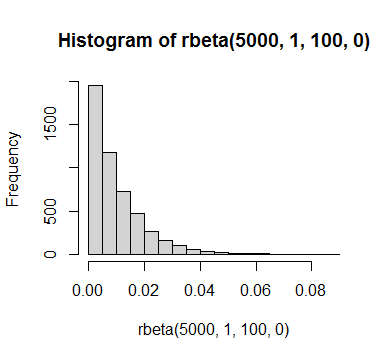 Histogram of rbeta(5000, 1, 100, 0)
Frequency
1500
500
0
0.00 0.02 0.04 0.06 0.08
rbeta(5000, 1, 100, 0)